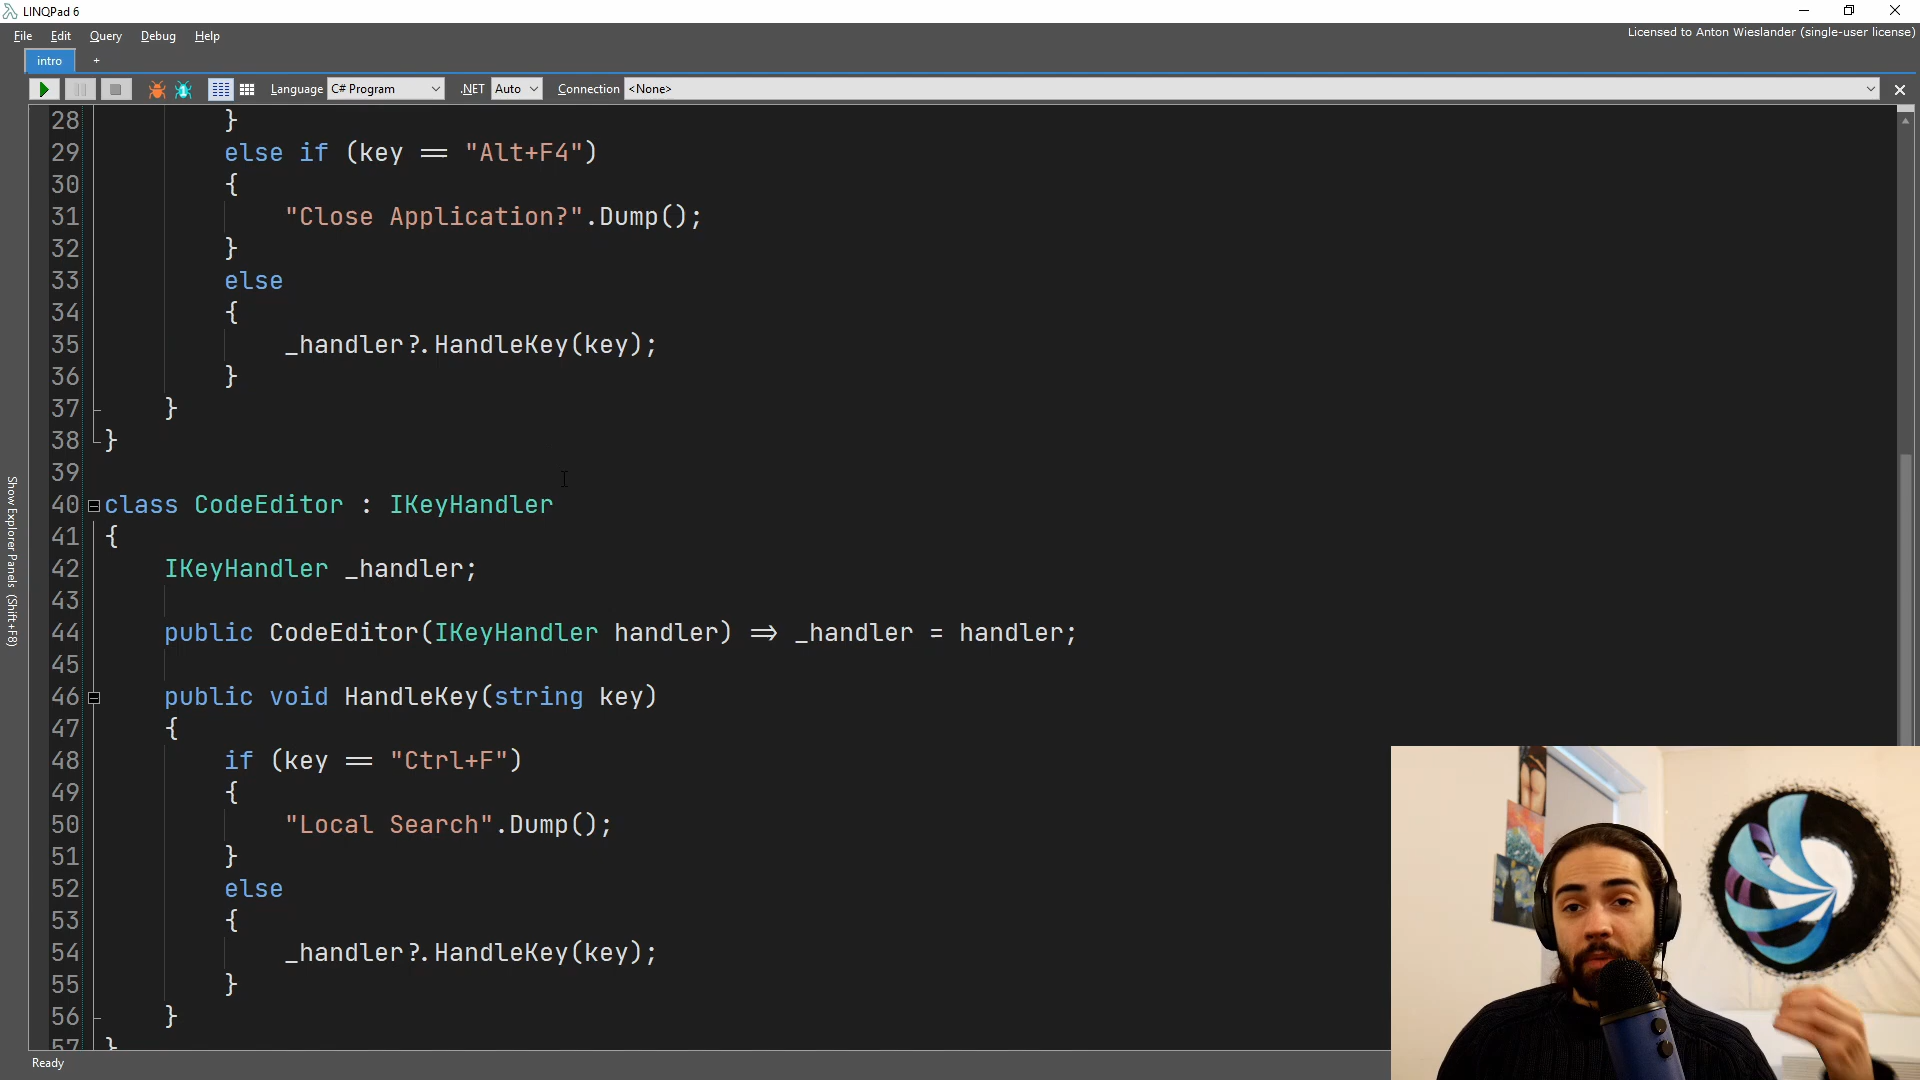 LINQPad 6
File Edit Query Debug Help
Licensed to Anton Wieslander (single-user license)
intro +
Language C# Program .NET Auto Connection <None>
28 }
29 else if (key == "Alt+F4")
30 {
31 "Close Application?".Dump();
32 }
33 else
34 {
35 _handler?.HandleKey(key);
36 }
37 }
38 }
39
40 class CodeEditor : IKeyHandler
41 {
42 IKeyHandler _handler;
43
44 public CodeEditor(IKeyHandler handler) => _handler = handler;
45
46 public void HandleKey(string key)
47 {
48 if (key == "Ctrl+F")
49 {
50 "Local Search".Dump();
51 }
52 else
53 {
54 _handler?.HandleKey(key);
55 }
56 }
57 }
Show Explorer Panels (Shift+F8)
Ready